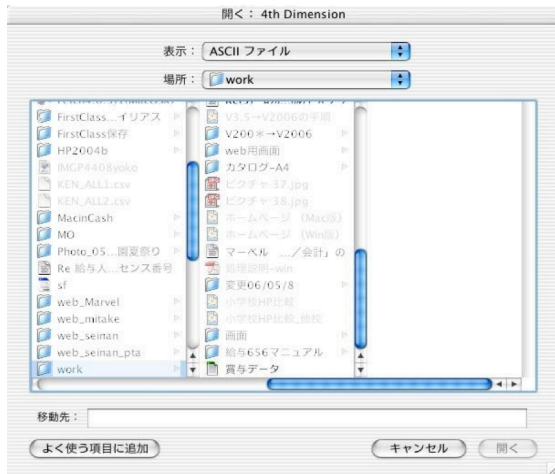 開く: 4th Dimension
表示: ASCII ファイル
場所: work
FirstClass...イリアス
FirstClass保存
HP2004b
IMGP4408yoko
KEN_ALL1.csv
KEN_ALL2.csv
MacinCash
MO
Photo_05...園夏祭り
Re 給与人...センス番号
sf
web_Marvel
web_mitake
web_seinan
web_seinan_pta
work
V3.5→V2006の手順
V200*→V2006
web用画面
カタログ-A4
ピクチャ 37.jpg
ピクチャ 38.jpg
ホームページ (Mac版)
ホームページ (Win版)
マーベル .../会計」の
処理説明-win
変更06/05/8
小学校HP比較
小学校HP比較_他校
画面
給与656マニュアル
賞与データ
移動先:
よく使う項目に追加
キャンセル
開く